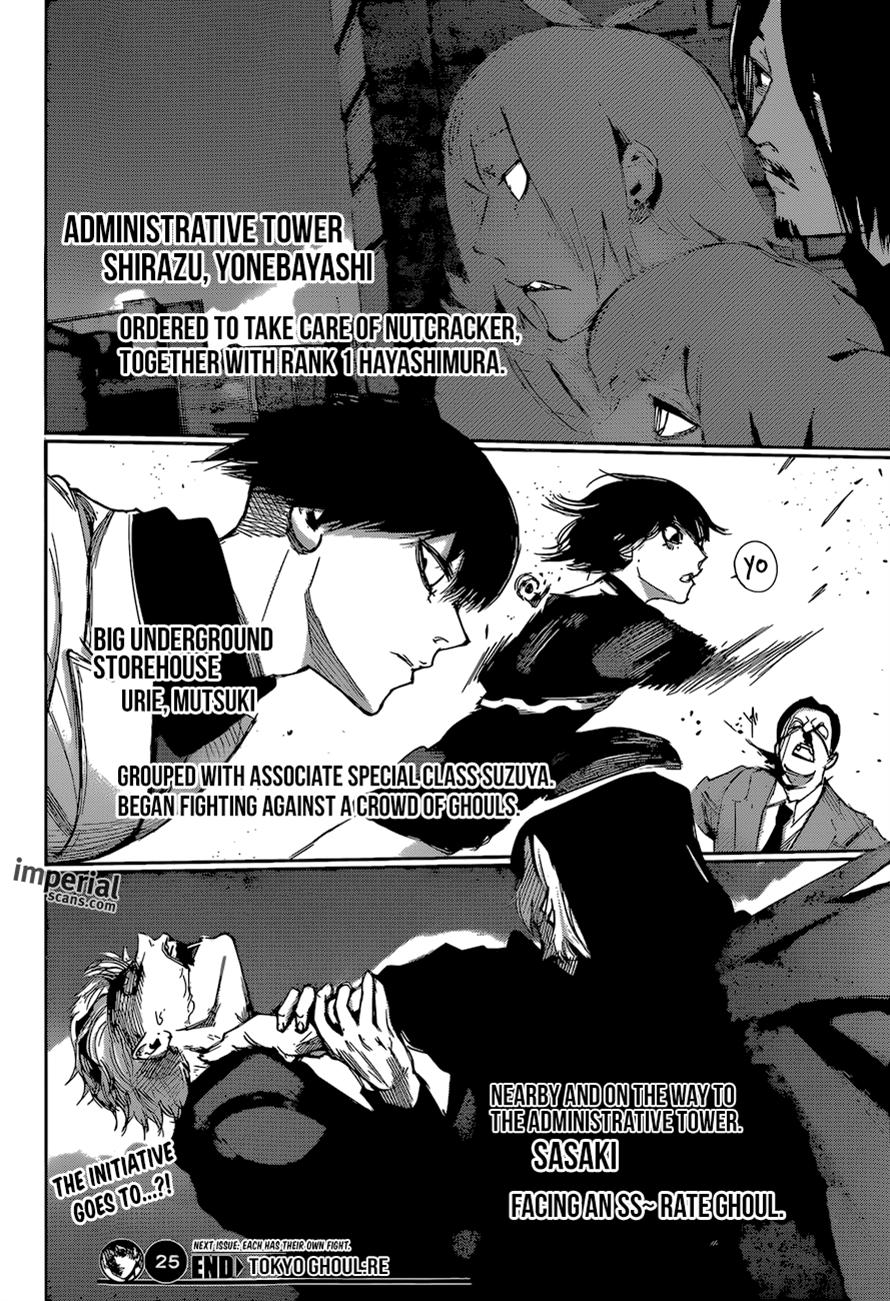 ADMINISTRATIVE TOWER
SHIRAZU, YONEBAYASHI
ORDERED TO TAKE CARE OF NUTCRACKER,
TOGETHER WITH RANK 1 HAYASHIMURA.
YO
BIG UNDERGROUND
STOREHOUSE
URIE, MUTSUKI
GROUPED WITH ASSOCIATE SPECIAL CLASS SUZUYA.
BEGAN FIGHTING AGAINST A CROWD OF GHOULS.
imperial
scans.com
NEARBY AND ON THE WAY TO
THE ADMINISTRATIVE TOWER.
SASAKI
FACING AN SS~ RATE GHOUL.
THE INITIATIVE
GOES TO...?!
25
NEXT ISSUE: EACH HAS THEIR OWN FIGHT.
END TOKYO GHOUL:RE